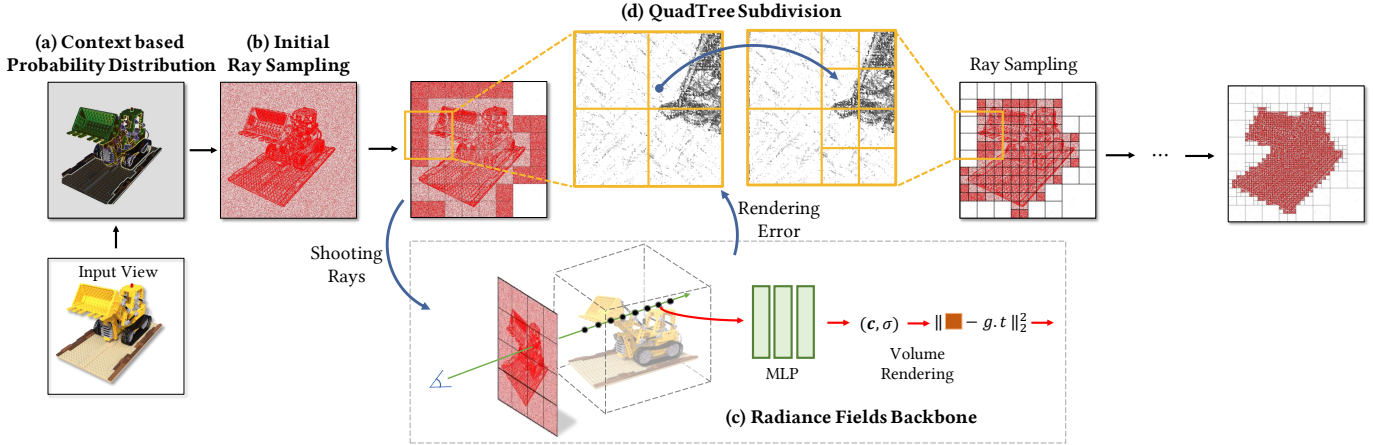 (d) QuadTree Subdivision
(a) Context based
Probability Distribution
(b) Initial
Ray Sampling
Ray Sampling
...
Input View
Shooting
Rays
Rendering
Error
MLP
(c, σ)
‖ − g.t ‖₂²
Volume
Rendering
(c) Radiance Fields Backbone